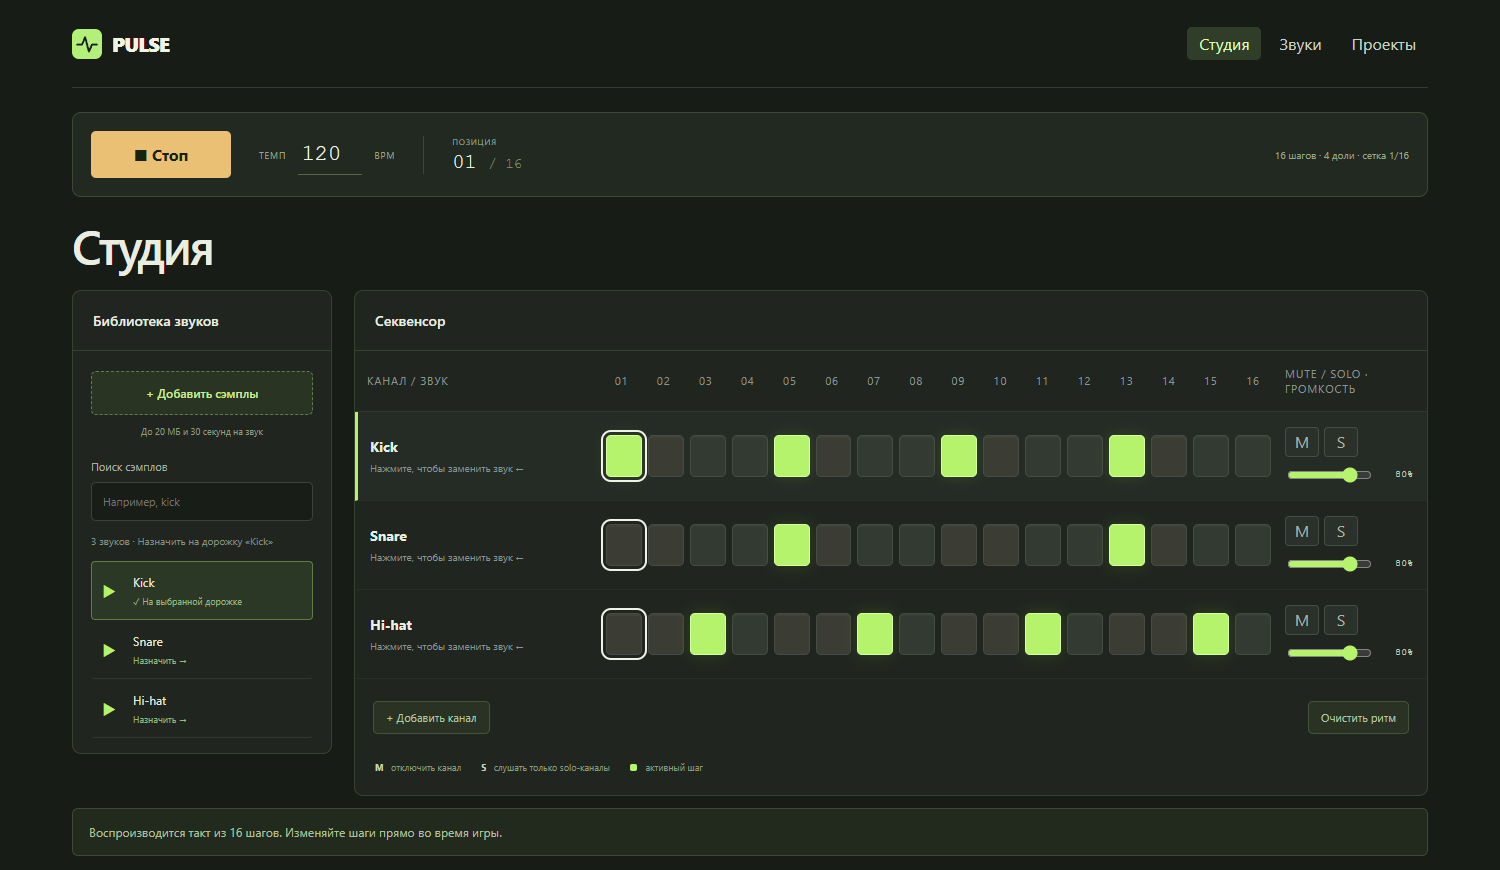 PULSE
Студия Звуки Проекты
■ Стоп
ТЕМП 120 BPM
ПОЗИЦИЯ
01 / 16
16 шагов · 4 доли · сетка 1/16
Студия
Библиотека звуков
+ Добавить сэмплы
До 20 МБ и 30 секунд на звук
Поиск сэмплов
Например, kick
3 звуков · Назначить на дорожку «Kick»
Kick
✓ На выбранной дорожке
Snare
Назначить →
Hi-hat
Назначить →
Секвенсор
КАНАЛ / ЗВУК 01 02 03 04 05 06 07 08 09 10 11 12 13 14 15 16 MUTE / SOLO ·
ГРОМКОСТЬ
Kick
Нажмите, чтобы заменить звук ←
M S
80%
Snare
Нажмите, чтобы заменить звук ←
M S
80%
Hi-hat
Нажмите, чтобы заменить звук ←
M S
80%
+ Добавить канал
Очистить ритм
M отключить канал S слушать только solo-каналы активный шаг
Воспроизводится такт из 16 шагов. Изменяйте шаги прямо во время игры.